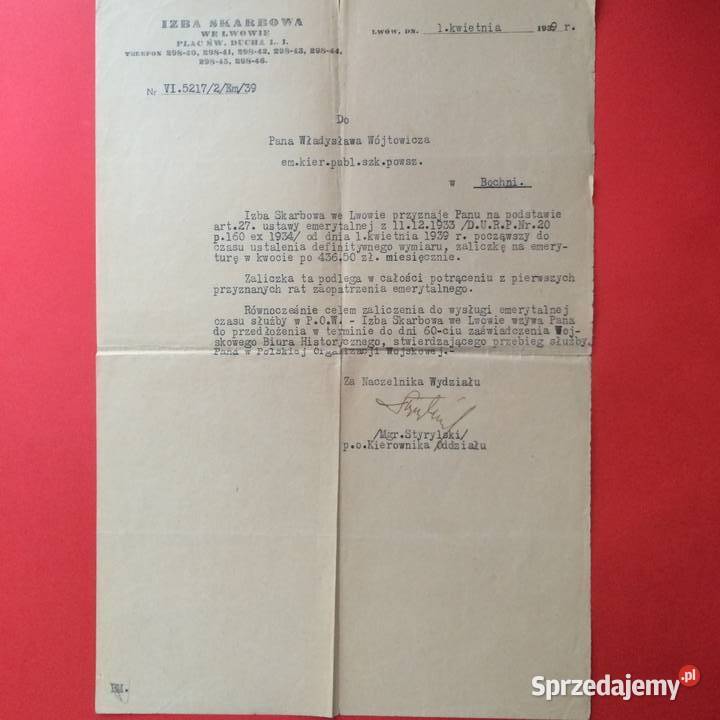 IZBA SKARBOWA
WE LWOWIE
PLAC ŚW. DUCHA L. 1.
TELEFON 298-40, 298-41, 298-42, 298-43, 298-44,
298-45, 298-46.
LWÓW, DN. 1.kwietnia 1939 r.
Nr VI.5217/2/Em/39
Do
Pana Władysława Wójtowicza
em.kier.publ.szk.powsz.
w Bochni.
Izba Skarbowa we Lwowie przyznaje Panu na podstawie
art.27. ustawy emerytalnej z 11.12.1933 /D.U.R.P.Nr.20
p.160 ex 1934/ od dnia 1.kwietnia 1939 r. począwszy do
czasu ustalenia definitywnego wymiaru, zaliczkę na emery-
turę w kwocie po 436.50 zł. miesięcznie.
Zaliczka ta podlega w całości potrąceniu z pierwszych
przyznanych rat zaopatrzenia emerytalnego.
Równocześnie celem zaliczenia do wysługi emerytalnej
czasu służby w P.O.W. - Izba Skarbowa we Lwowie wzywa Pana
do przedłożenia w terminie do dni 60-ciu zaświadczenia Woj-
skowego Biura Historycznego, stwierdzającego przebieg służby
Pana w Polskiej Organizacji Wojskowej.-
Za Naczelnika Wydziału
/Mgr.Styrylski/
p.o.Kierownika Oddziału
BM.
Sprzedajemy.pl